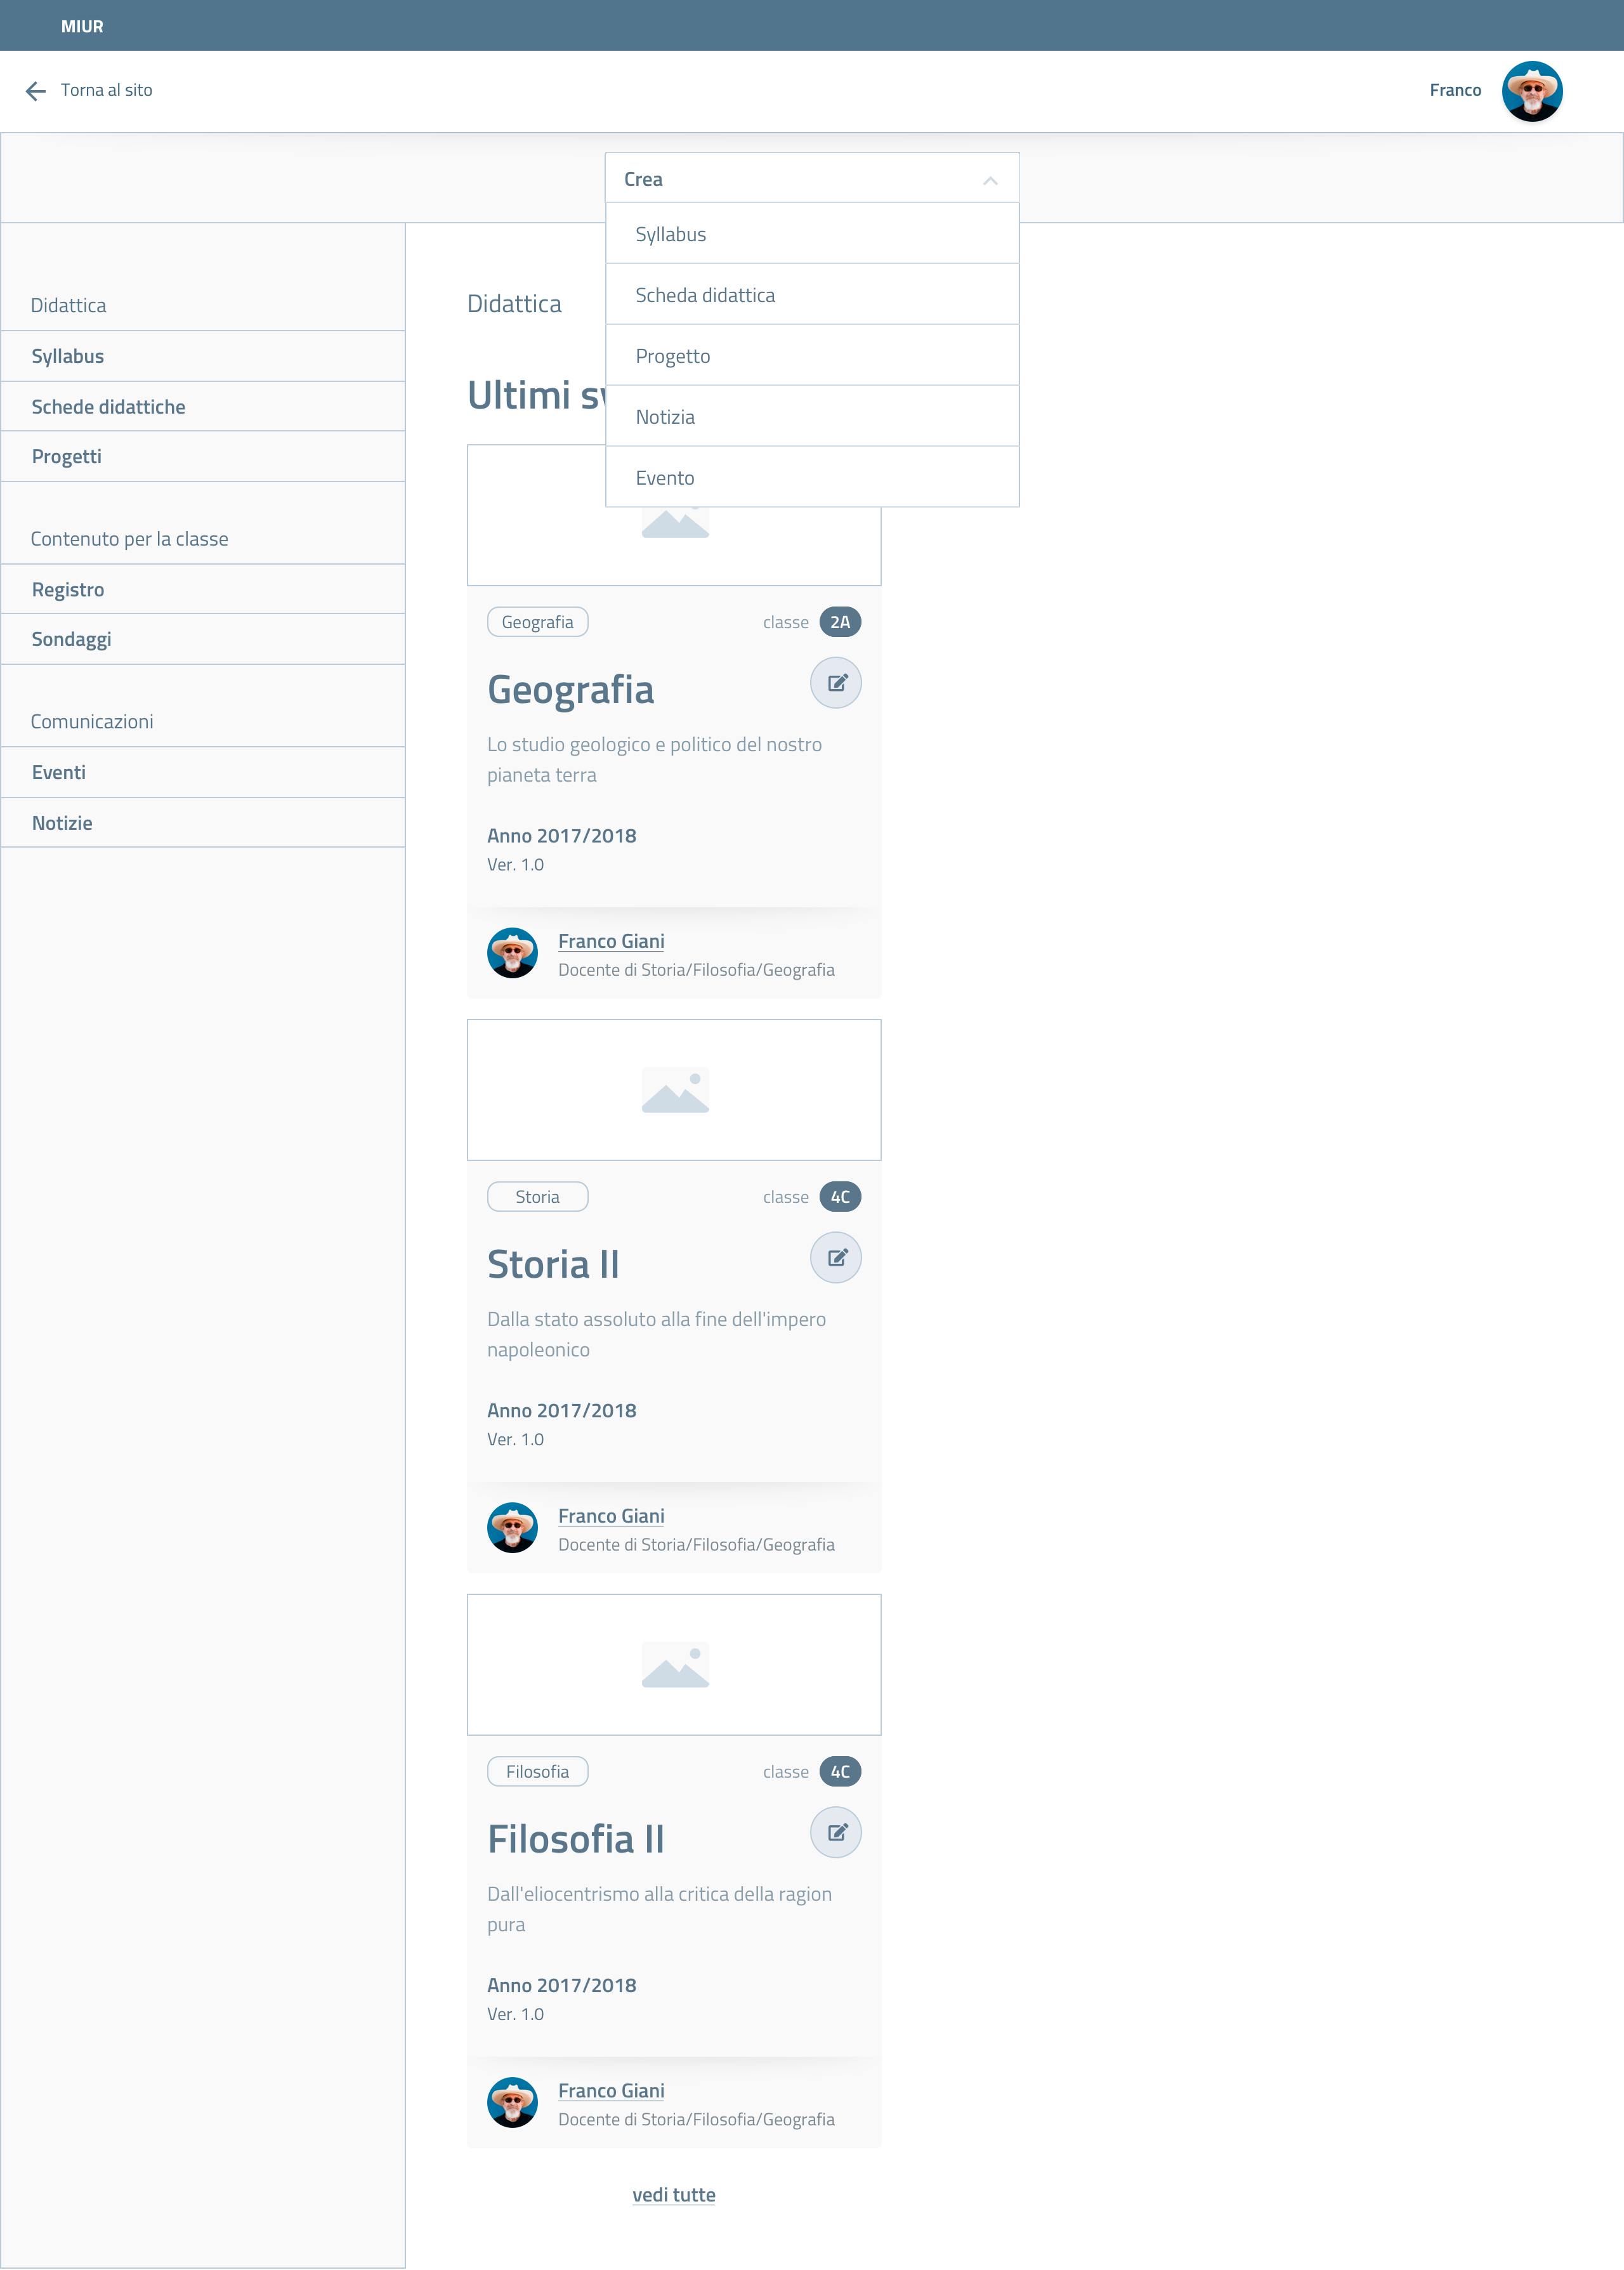 MIUR
Torna al sito
Franco
Crea
Syllabus
Scheda didattica
Progetto
Notizia
Evento
Didattica
Syllabus
Schede didattiche
Progetti
Contenuto per la classe
Registro
Sondaggi
Comunicazioni
Eventi
Notizie
Didattica
Ultimi
Geografia
classe 2A
Geografia
Lo studio geologico e politico del nostro
pianeta terra
Anno 2017/2018
Ver. 1.0
Franco Giani
Docente di Storia/Filosofia/Geografia
Storia
classe 4C
Storia II
Dalla stato assoluto alla fine dell'impero
napoleonico
Anno 2017/2018
Ver. 1.0
Franco Giani
Docente di Storia/Filosofia/Geografia
Filosofia
classe 4C
Filosofia II
Dall'eliocentrismo alla critica della ragion
pura
Anno 2017/2018
Ver. 1.0
Franco Giani
Docente di Storia/Filosofia/Geografia
vedi tutte